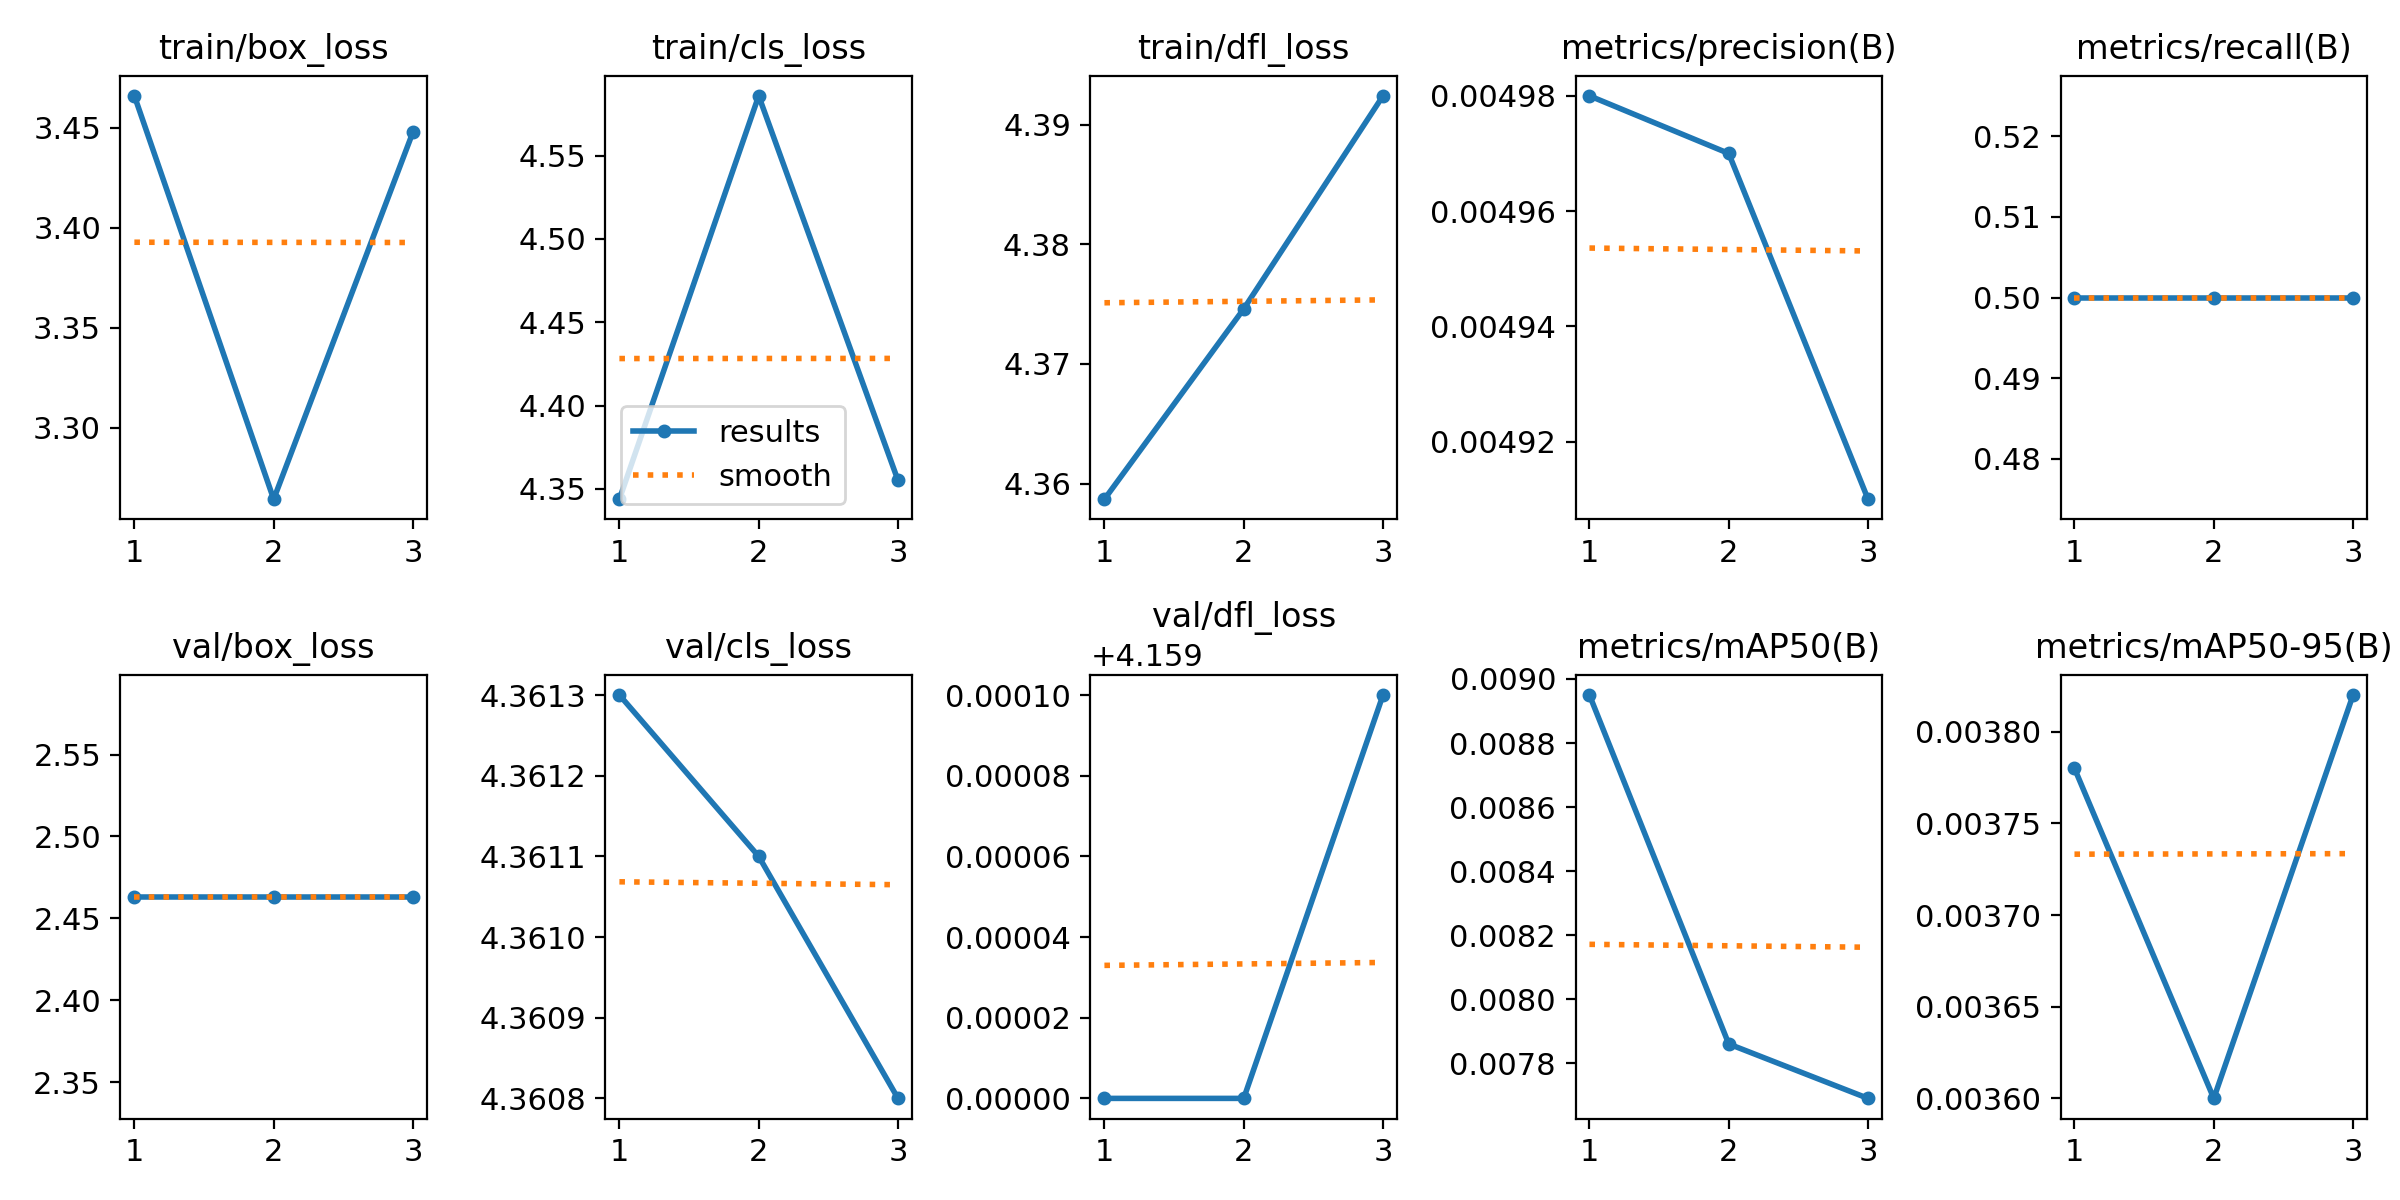 train/box_loss
3.45
3.40
3.35
3.30
1 2 3
train/cls_loss
4.55
4.50
4.45
4.40
4.35
results
smooth
1 2 3
train/dfl_loss
4.39
4.38
4.37
4.36
1 2 3
metrics/precision(B)
0.00498
0.00496
0.00494
0.00492
1 2 3
metrics/recall(B)
0.52
0.51
0.50
0.49
0.48
1 2 3
val/box_loss
2.55
2.50
2.45
2.40
2.35
1 2 3
val/cls_loss
4.3613
4.3612
4.3611
4.3610
4.3609
4.3608
1 2 3
val/dfl_loss
+4.159
0.00010
0.00008
0.00006
0.00004
0.00002
0.00000
1 2 3
metrics/mAP50(B)
0.0090
0.0088
0.0086
0.0084
0.0082
0.0080
0.0078
1 2 3
metrics/mAP50-95(B)
0.00380
0.00375
0.00370
0.00365
0.00360
1 2 3